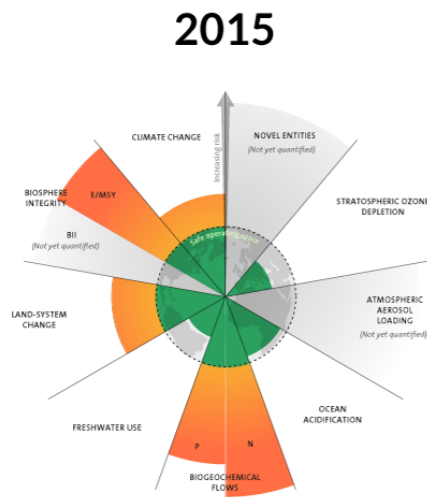 2015
CLIMATE CHANGE
Increasing risk
NOVEL ENTITIES
(Not yet quantified)
STRATOSPHERIC OZONE
DEPLETION
ATMOSPHERIC
AEROSOL
LOADING
(Not yet quantified)
OCEAN
ACIDIFICATION
N
BIOGEOCHEMICAL
FLOWS
P
FRESHWATER USE
LAND-SYSTEM
CHANGE
BII
(Not yet quantified)
BIOSPHERE
INTEGRITY
E/MSY
Safe operating space